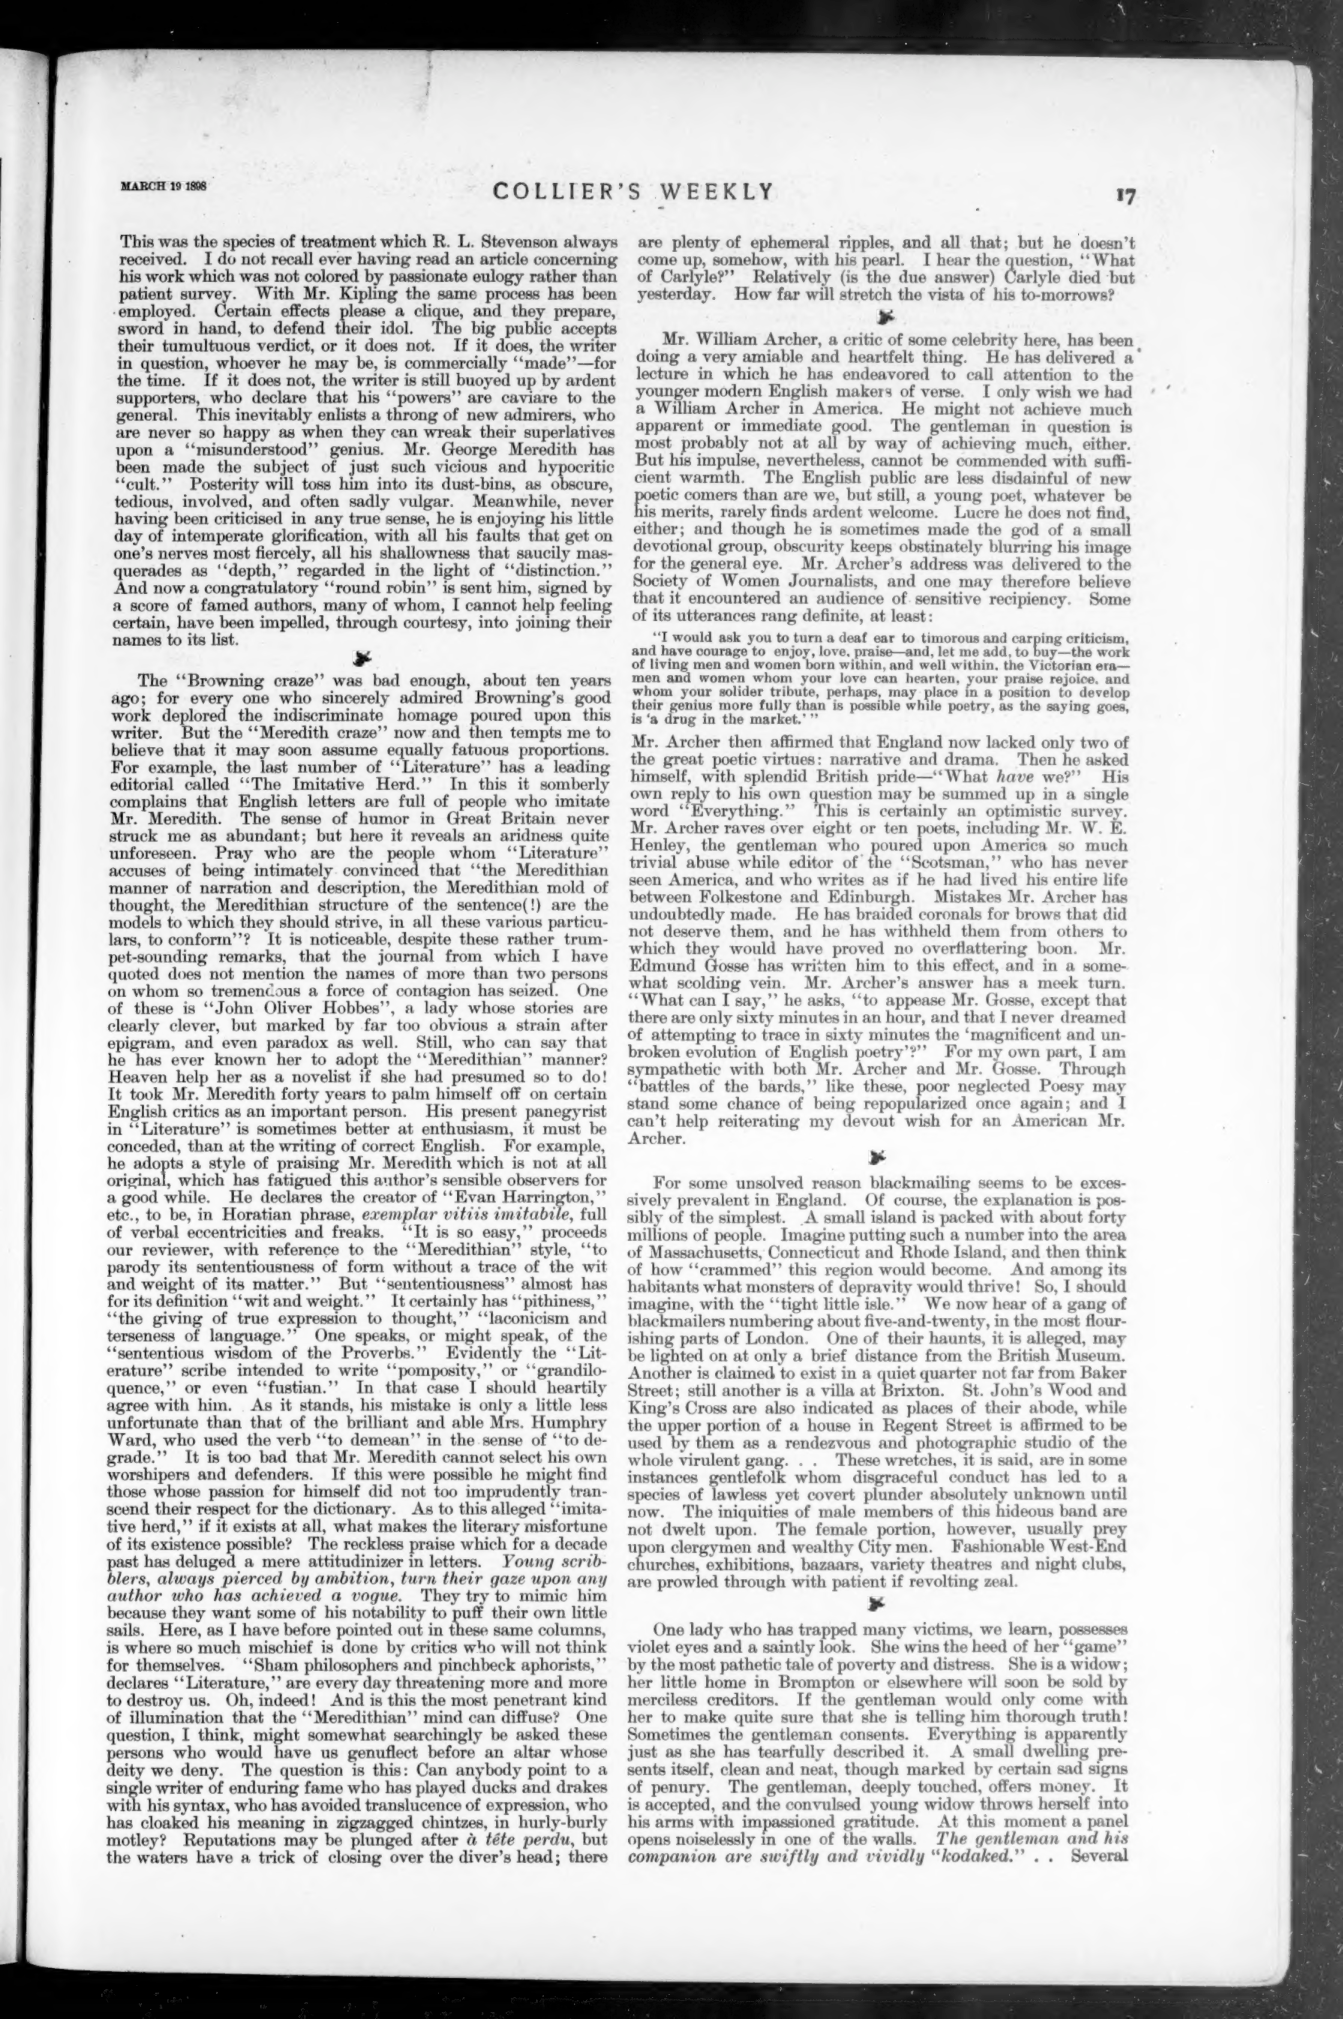 MARCH 19 1898
COLLIER'S WEEKLY
17
This was the species of treatment which R. L. Stevenson always
received. I do not recall ever having read an article concerning
his work which was not colored by passionate eulogy rather than
patient survey. With Mr. Kipling the same process has been
employed. Certain effects please a clique, and they prepare,
sword in hand, to defend their idol. The big public accepts
their tumultuous verdict, or it does not. If it does, the writer
in question, whoever he may be, is commercially "made"—for
the time. If it does not, the writer is still buoyed up by ardent
supporters, who declare that his "powers" are caviare to the
general. This inevitably enlists a throng of new admirers, who
are never so happy as when they can wreak their superlatives
upon a "misunderstood" genius. Mr. George Meredith has
been made the subject of just such vicious and hypocritic
"cult." Posterity will toss him into its dust-bins, as obscure,
tedious, involved, and often sadly vulgar. Meanwhile, never
having been criticised in any true sense, he is enjoying his little
day of intemperate glorification, with all his faults that get on
one's nerves most fiercely, all his shallowness that saucily mas-
querades as "depth," regarded in the light of "distinction."
And now a congratulatory "round robin" is sent him, signed by
a score of famed authors, many of whom, I cannot help feeling
certain, have been impelled, through courtesy, into joining their
names to its list.
The "Browning craze" was bad enough, about ten years
ago; for every one who sincerely admired Browning's good
work deplored the indiscriminate homage poured upon this
writer. But the "Meredith craze" now and then tempts me to
believe that it may soon assume equally fatuous proportions.
For example, the last number of "Literature" has a leading
editorial called "The Imitative Herd." In this it somberly
complains that English letters are full of people who imitate
Mr. Meredith. The sense of humor in Great Britain never
struck me as abundant; but here it reveals an aridness quite
unforeseen. Pray who are the people whom "Literature"
accuses of being intimately convinced that "the Meredithian
manner of narration and description, the Meredithian mold of
thought, the Meredithian structure of the sentence(!) are the
models to which they should strive, in all these various particu-
lars, to conform"? It is noticeable, despite these rather trum-
pet-sounding remarks, that the journal from which I have
quoted does not mention the names of more than two persons
on whom so tremendous a force of contagion has seized. One
of these is "John Oliver Hobbes", a lady whose stories are
clearly clever, but marked by far too obvious a strain after
epigram, and even paradox as well. Still, who can say that
he has ever known her to adopt the "Meredithian" manner?
Heaven help her as a novelist if she had presumed so to do!
It took Mr. Meredith forty years to palm himself off on certain
English critics as an important person. His present panegyrist
in "Literature" is sometimes better at enthusiasm, it must be
conceded, than at the writing of correct English. For example,
he adopts a style of praising Mr. Meredith which is not at all
original, which has fatigued this author's sensible observers for
a good while. He declares the creator of "Evan Harrington,"
etc., to be, in Horatian phrase, exemplar vitiis imitabile, full
of verbal eccentricities and freaks. "It is so easy," proceeds
our reviewer, with reference to the "Meredithian" style, "to
parody its sententiousness of form without a trace of the wit
and weight of its matter." But "sententiousness" almost has
for its definition "wit and weight." It certainly has "pithiness,"
"the giving of true expression to thought," "laconicism and
terseness of language." One speaks, or might speak, of the
"sententious wisdom of the Proverbs." Evidently the "Lit-
erature" scribe intended to write "pomposity," or "grandilo-
quence," or even "fustian." In that case I should heartily
agree with him. As it stands, his mistake is only a little less
unfortunate than that of the brilliant and able Mrs. Humphry
Ward, who used the verb "to demean" in the sense of "to de-
grade." It is too bad that Mr. Meredith cannot select his own
worshipers and defenders. If this were possible he might find
those whose passion for himself did not too imprudently tran-
scend their respect for the dictionary. As to this alleged "imita-
tive herd," if it exists at all, what makes the literary misfortune
of its existence possible? The reckless praise which for a decade
past has deluged a mere attitudinizer in letters. Young scrib-
blers, always pierced by ambition, turn their gaze upon any
author who has achieved a vogue. They try to mimic him
because they want some of his notability to puff their own little
sails. Here, as I have before pointed out in these same columns,
is where so much mischief is done by critics who will not think
for themselves. "Sham philosophers and pinchbeck aphorists,"
declares "Literature," are every day threatening more and more
to destroy us. Oh, indeed! And is this the most penetrant kind
of illumination that the "Meredithian" mind can diffuse? One
question, I think, might somewhat searchingly be asked these
persons who would have us genuflect before an altar whose
deity we deny. The question is this: Can anybody point to a
single writer of enduring fame who has played ducks and drakes
with his syntax, who has avoided translucence of expression, who
has cloaked his meaning in zigzagged chintzes, in hurly-burly
motley? Reputations may be plunged after à tête perdu, but
the waters have a trick of closing over the diver's head; there
are plenty of ephemeral ripples, and all that; but he doesn't
come up, somehow, with his pearl. I hear the question, "What
of Carlyle?" Relatively (is the due answer) Carlyle died but
yesterday. How far will stretch the vista of his to-morrows?
Mr. William Archer, a critic of some celebrity here, has been
doing a very amiable and heartfelt thing. He has delivered a
lecture in which he has endeavored to call attention to the
younger modern English makers of verse. I only wish we had
a William Archer in America. He might not achieve much
apparent or immediate good. The gentleman in question is
most probably not at all by way of achieving much, either.
But his impulse, nevertheless, cannot be commended with suffi-
cient warmth. The English public are less disdainful of new
poetic comers than are we, but still, a young poet, whatever be
his merits, rarely finds ardent welcome. Lucre he does not find,
either; and though he is sometimes made the god of a small
devotional group, obscurity keeps obstinately blurring his image
for the general eye. Mr. Archer's address was delivered to the
Society of Women Journalists, and one may therefore believe
that it encountered an audience of sensitive recipiency. Some
of its utterances rang definite, at least:
"I would ask you to turn a deaf ear to timorous and carping criticism,
and have courage to enjoy, love, praise—and, let me add, to buy—the work
of living men and women born within, and well within, the Victorian era—
men and women whom your love can hearten, your praise rejoice, and
whom your solider tribute, perhaps, may place in a position to develop
their genius more fully than is possible while poetry, as the saying goes,
is 'a drug in the market.'"
Mr. Archer then affirmed that England now lacked only two of
the great poetic virtues: narrative and drama. Then he asked
himself, with splendid British pride—"What have we?" His
own reply to his own question may be summed up in a single
word "Everything." This is certainly an optimistic survey.
Mr. Archer raves over eight or ten poets, including Mr. W. E.
Henley, the gentleman who poured upon America so much
trivial abuse while editor of the "Scotsman," who has never
seen America, and who writes as if he had lived his entire life
between Folkestone and Edinburgh. Mistakes Mr. Archer has
undoubtedly made. He has braided coronals for brows that did
not deserve them, and he has withheld them from others to
which they would have proved no overflattering boon. Mr.
Edmund Gosse has written him to this effect, and in a some-
what scolding vein. Mr. Archer's answer has a meek turn.
"What can I say," he asks, "to appease Mr. Gosse, except that
there are only sixty minutes in an hour, and that I never dreamed
of attempting to trace in sixty minutes the 'magnificent and un-
broken evolution of English poetry'?" For my own part, I am
sympathetic with both Mr. Archer and Mr. Gosse. Through
"battles of the bards," like these, poor neglected Poesy may
stand some chance of being repopularized once again; and I
can't help reiterating my devout wish for an American Mr.
Archer.
For some unsolved reason blackmailing seems to be exces-
sively prevalent in England. Of course, the explanation is pos-
sibly of the simplest. A small island is packed with about forty
millions of people. Imagine putting such a number into the area
of Massachusetts, Connecticut and Rhode Island, and then think
of how "crammed" this region would become. And among its
habitants what monsters of depravity would thrive! So, I should
imagine, with the "tight little isle." We now hear of a gang of
blackmailers numbering about five-and-twenty, in the most flour-
ishing parts of London. One of their haunts, it is alleged, may
be lighted on at only a brief distance from the British Museum.
Another is claimed to exist in a quiet quarter not far from Baker
Street; still another is a villa at Brixton. St. John's Wood and
King's Cross are also indicated as places of their abode, while
the upper portion of a house in Regent Street is affirmed to be
used by them as a rendezvous and photographic studio of the
whole virulent gang. . . These wretches, it is said, are in some
instances gentlefolk whom disgraceful conduct has led to a
species of lawless yet covert plunder absolutely unknown until
now. The iniquities of male members of this hideous band are
not dwelt upon. The female portion, however, usually prey
upon clergymen and wealthy City men. Fashionable West-End
churches, exhibitions, bazaars, variety theatres and night clubs,
are prowled through with patient if revolting zeal.
One lady who has trapped many victims, we learn, possesses
violet eyes and a saintly look. She wins the heed of her "game"
by the most pathetic tale of poverty and distress. She is a widow;
her little home in Brompton or elsewhere will soon be sold by
merciless creditors. If the gentleman would only come with
her to make quite sure that she is telling him thorough truth!
Sometimes the gentleman consents. Everything is apparently
just as she has tearfully described it. A small dwelling pre-
sents itself, clean and neat, though marked by certain sad signs
of penury. The gentleman, deeply touched, offers money. It
is accepted, and the convulsed young widow throws herself into
his arms with impassioned gratitude. At this moment a panel
opens noiselessly in one of the walls. The gentleman and his
companion are swiftly and vividly "kodaked." . . Several